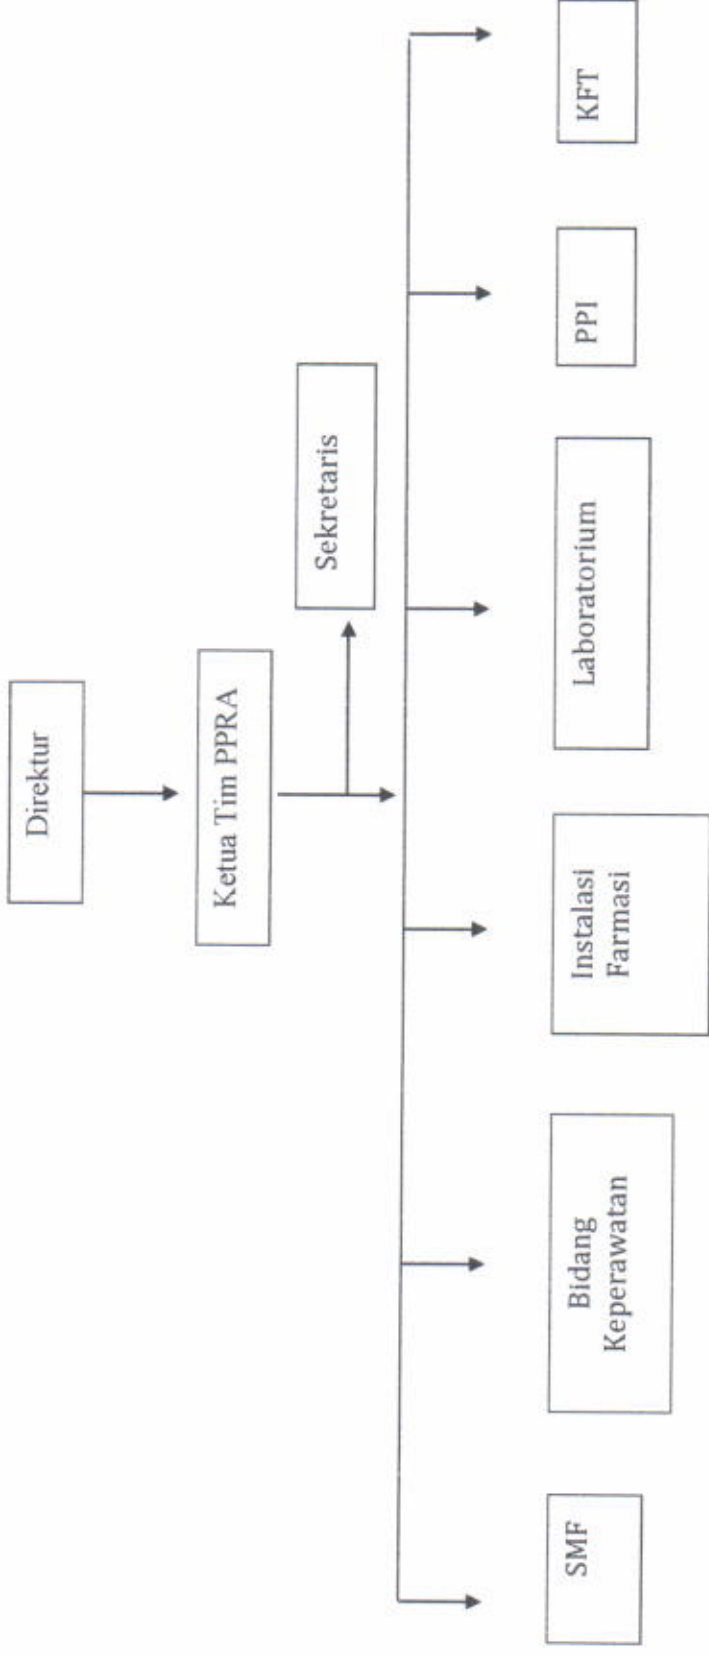 Direktur
Ketua Tim PPRA
Sekretaris
SMF
Bidang
Keperawatan
Instalasi
Farmasi
Laboratorium
PPI
KFT